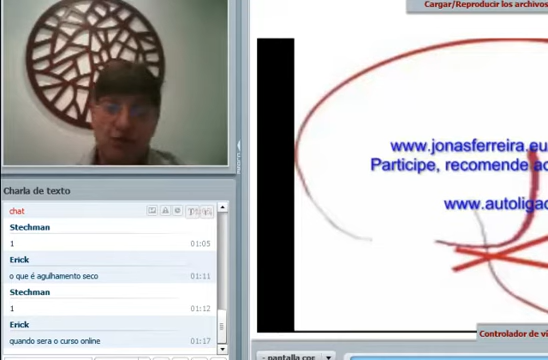 Cargar/Reproducir los archivos
www.jonasferreira.eu
Participe, recomende ao
www.autoligad
Charla de texto
chat
Stechman
1 01:05
Erick
o que é agulhamento seco 01:11
Stechman
1 01:12
Erick
quando sera o curso online 01:17
Controlador de vi
- pantalla cor